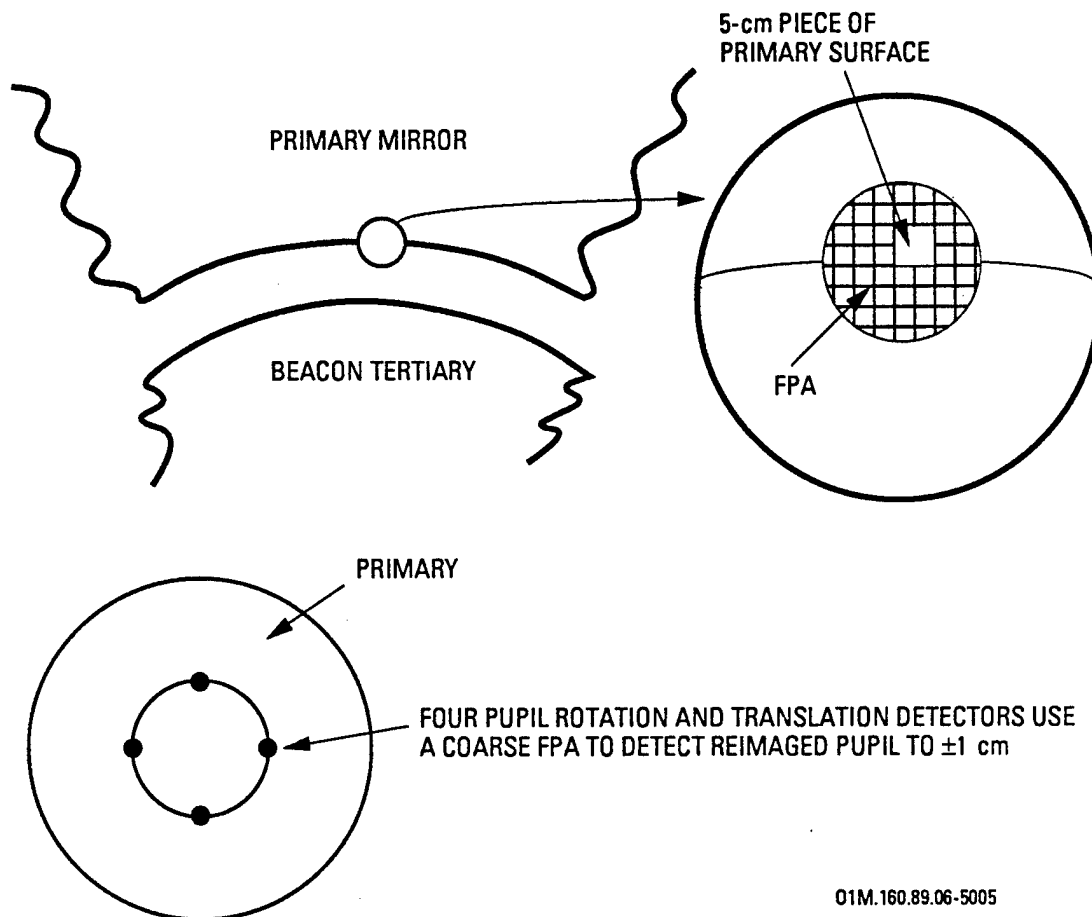 5-cm PIECE OF
PRIMARY SURFACE
PRIMARY MIRROR
BEACON TERTIARY
FPA
PRIMARY
FOUR PUPIL ROTATION AND TRANSLATION DETECTORS USE
A COARSE FPA TO DETECT REIMAGED PUPIL TO ±1 cm
01M.160.89.06-5005